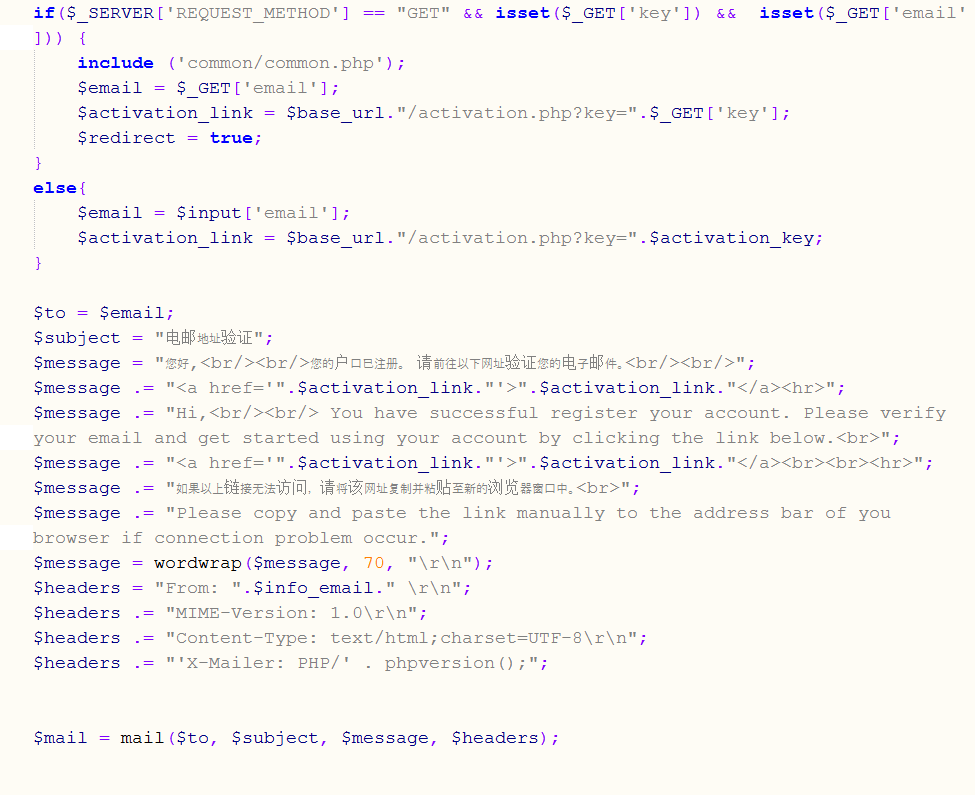 if($_SERVER['REQUEST_METHOD'] == "GET" && isset($_GET['key']) &&  isset($_GET['email'
])) {
    include ('common/common.php');
    $email = $_GET['email'];
    $activation_link = $base_url."/activation.php?key=".$_GET['key'];
    $redirect = true;
}
else{
    $email = $input['email'];
    $activation_link = $base_url."/activation.php?key=".$activation_key;
}
$to = $email;
$subject = "电邮地址验证";
$message = "您好,<br/><br/>您的户口已注册。 请前往以下网址验证您的电子邮件。<br/><br/>";
$message .= "<a href='".$activation_link."'>".$activation_link."</a><hr>";
$message .= "Hi,<br/><br/> You have successful register your account. Please verify
your email and get started using your account by clicking the link below.<br>";
$message .= "<a href='".$activation_link."'>".$activation_link."</a><br><br><hr>";
$message .= "如果以上链接无法访问，请将该网址复制并粘贴至新的浏览器窗口中。<br>";
$message .= "Please copy and paste the link manually to the address bar of you
browser if connection problem occur.";
$message = wordwrap($message, 70, "\r\n");
$headers = "From: ".$info_email." \r\n";
$headers .= "MIME-Version: 1.0\r\n";
$headers .= "Content-Type: text/html;charset=UTF-8\r\n";
$headers .= "'X-Mailer: PHP/' . phpversion();";
$mail = mail($to, $subject, $message, $headers);